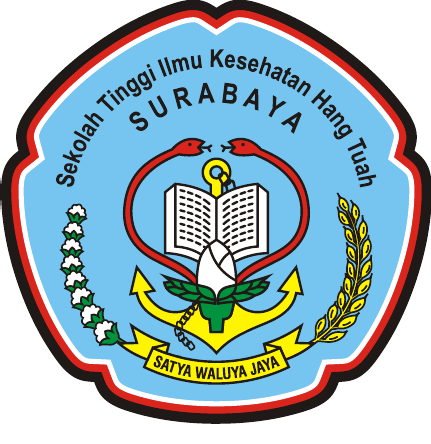 Sekolah Tinggi Ilmu Kesehatan Hang Tuah
SURABAYA
SATYA WALUYA JAYA